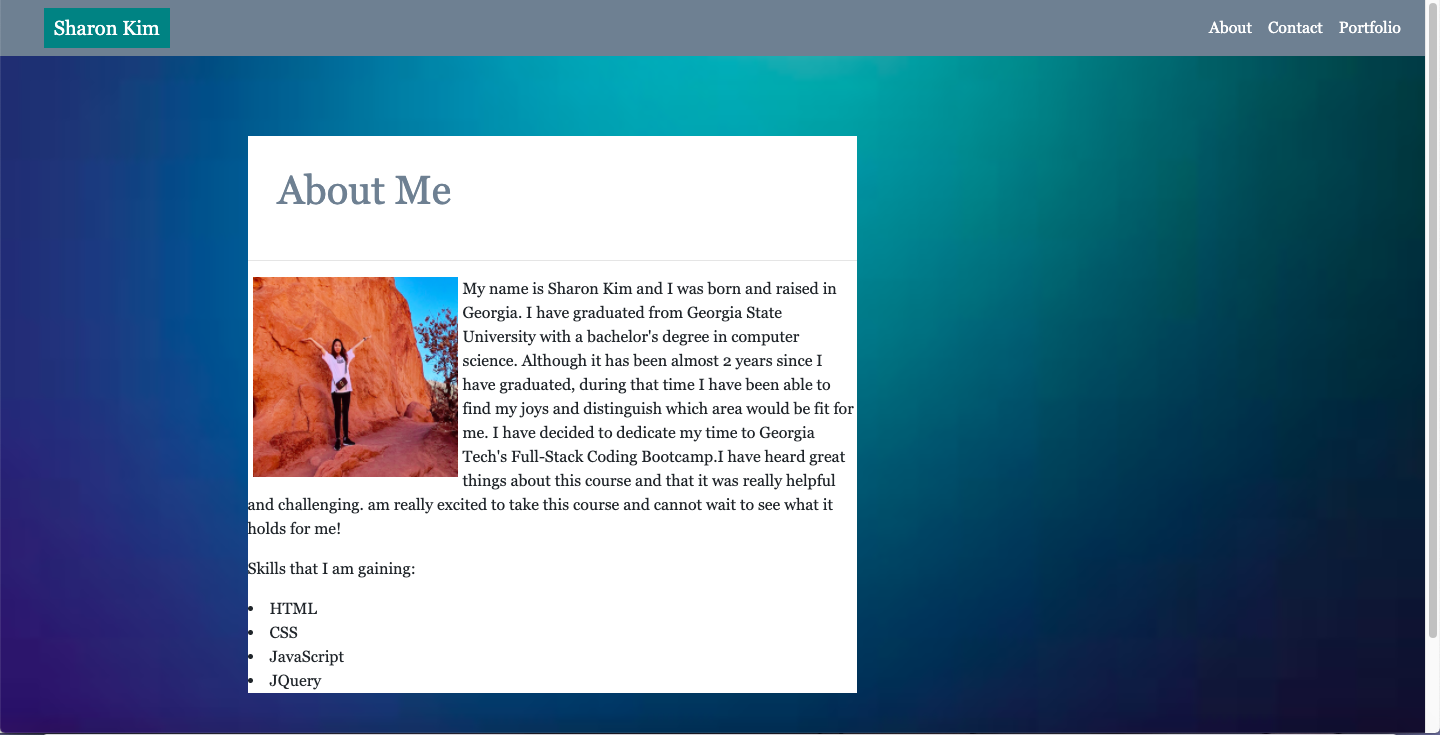 Sharon Kim
About Contact Portfolio
About Me
My name is Sharon Kim and I was born and raised in
Georgia. I have graduated from Georgia State
University with a bachelor's degree in computer
science. Although it has been almost 2 years since I
have graduated, during that time I have been able to
find my joys and distinguish which area would be fit for
me. I have decided to dedicate my time to Georgia
Tech's Full-Stack Coding Bootcamp.I have heard great
things about this course and that it was really helpful
and challenging. am really excited to take this course and cannot wait to see what it
holds for me!
Skills that I am gaining:
• HTML
• CSS
• JavaScript
• JQuery